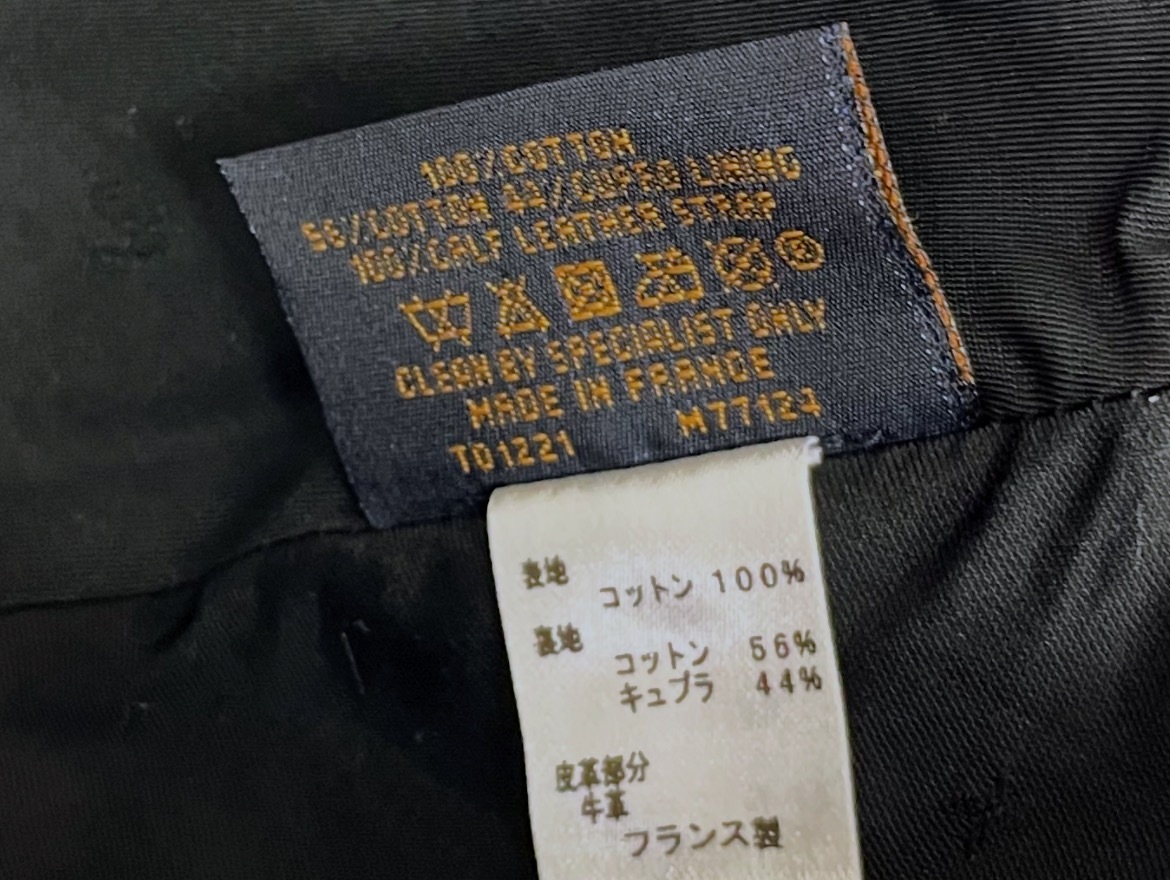 100%COTTON
56%COTTON 44%CUPRO LINING
100%CALF LEATHER STRAP
CLEAN BY SPECIALIST ONLY
MADE IN FRANCE
T01221 M77124
表地
コットン 100%
裏地
コットン 56%
キュプラ 44%
皮革部分
牛革
フランス製